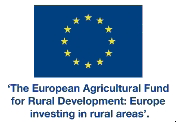 ‘The European Agricultural Fund
for Rural Development: Europe
investing in rural areas’.